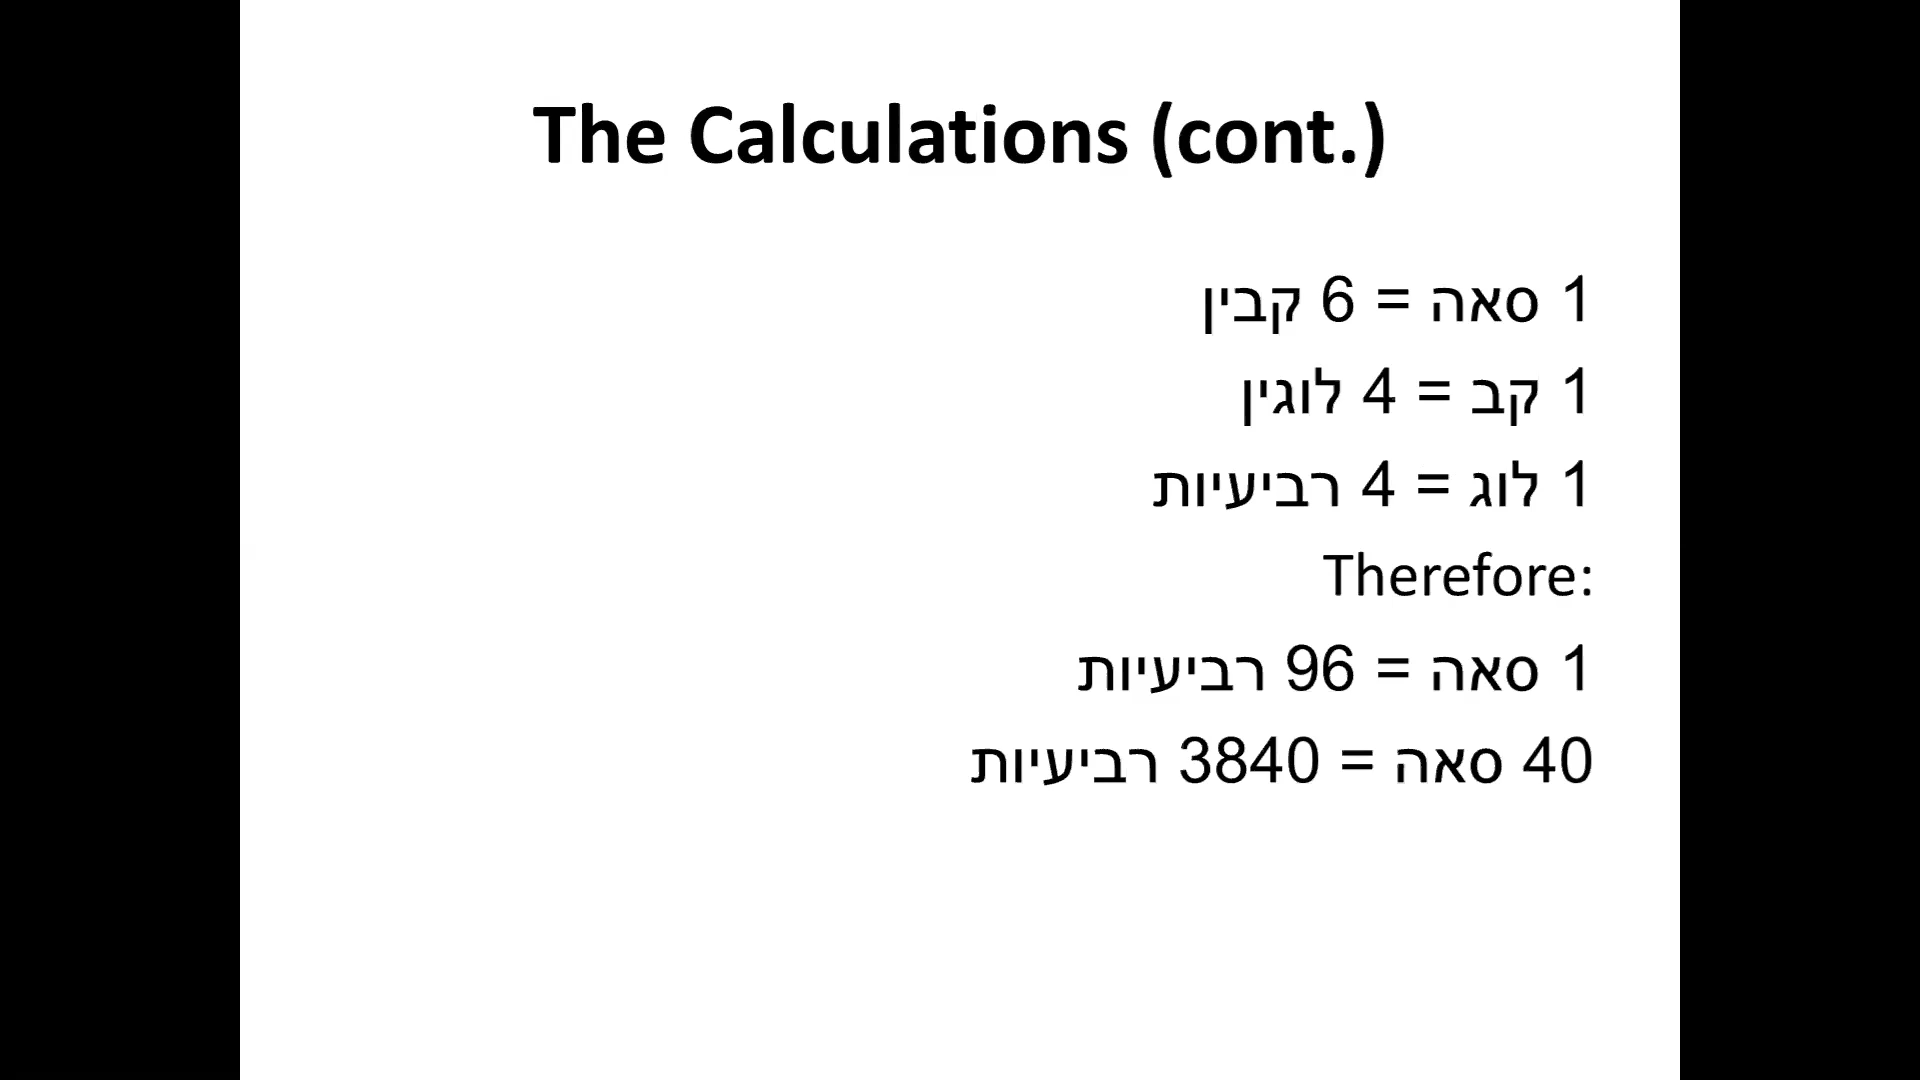 The Calculations (cont.)
1 סאה = 6 קבין
1 קב = 4 לוגין
1 לוג = 4 רביעיות
Therefore:
1 סאה = 96 רביעיות
40 סאה = 3840 רביעיות